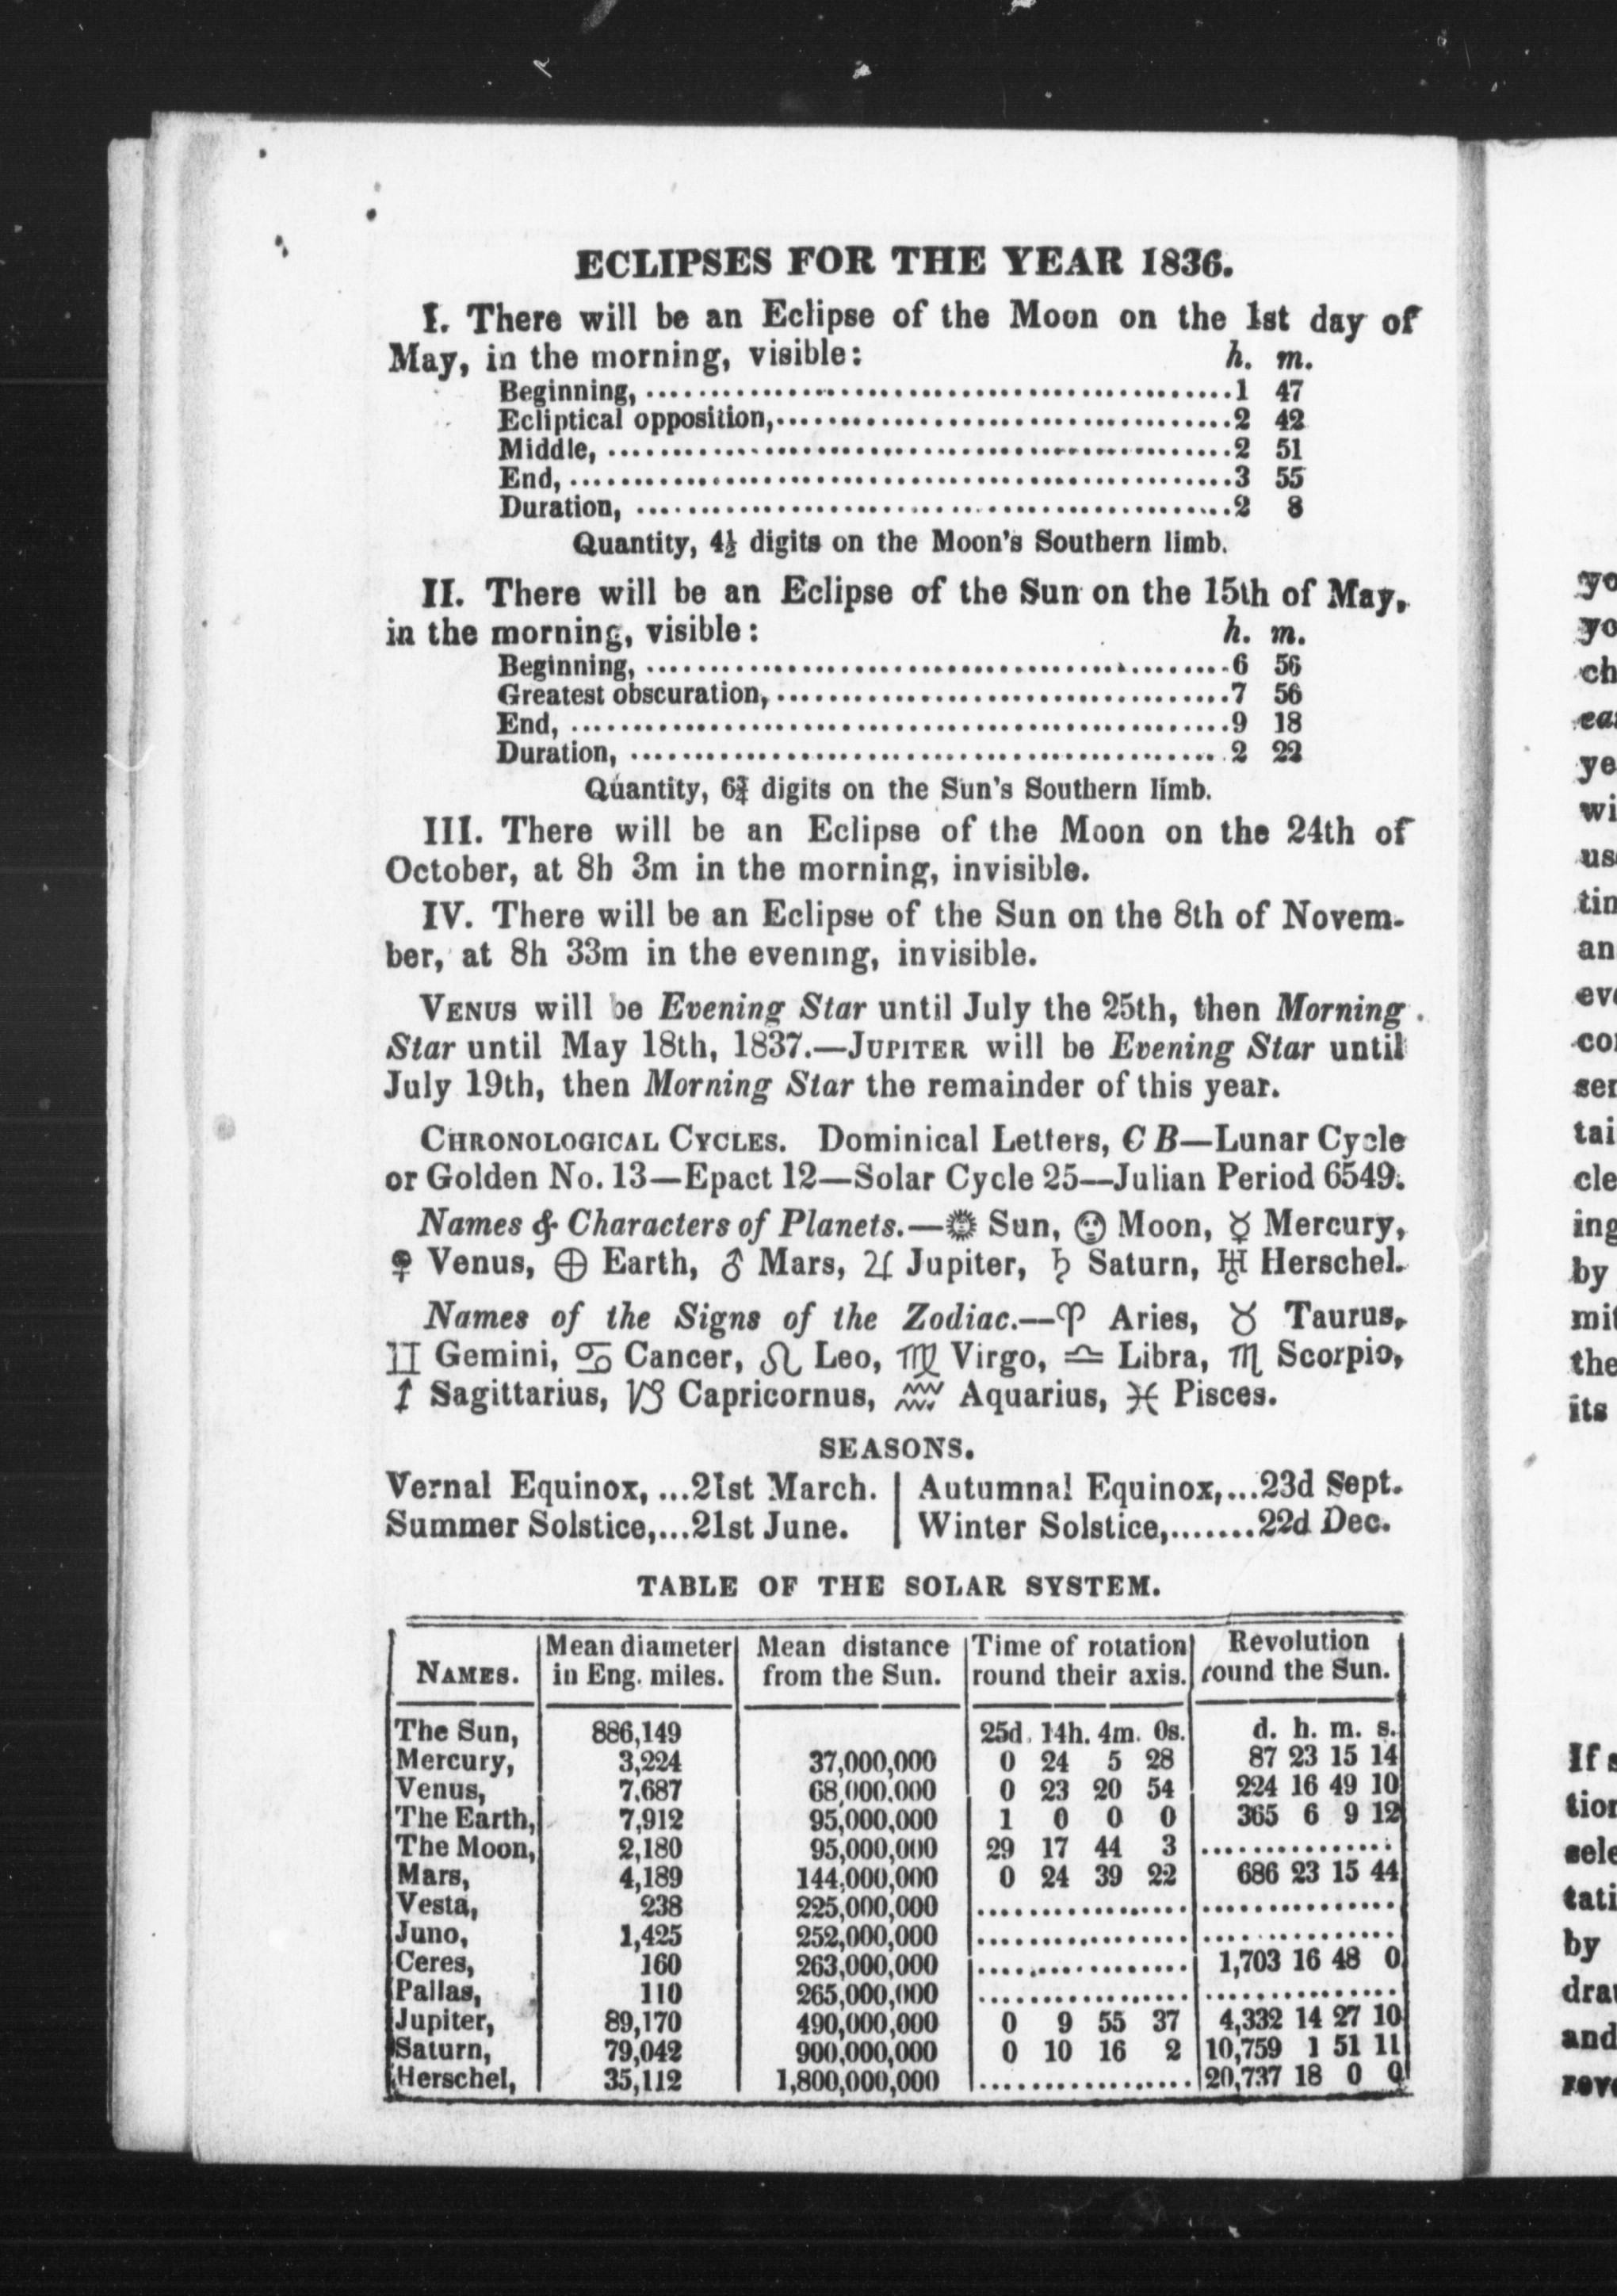 ECLIPSES FOR THE YEAR 1836.
I. There will be an Eclipse of the Moon on the 1st day of
May, in the morning, visible: h. m.
Beginning, 1 47
Ecliptical opposition, 2 42
Middle, 2 51
End, 3 55
Duration, 2 8
Quantity, 4½ digits on the Moon's Southern limb.
II. There will be an Eclipse of the Sun on the 15th of May,
in the morning, visible: h. m.
Beginning, 6 56
Greatest obscuration, 7 56
End, 9 18
Duration, 2 22
Quantity, 6¾ digits on the Sun's Southern limb.
III. There will be an Eclipse of the Moon on the 24th of
October, at 8h 3m in the morning, invisible.
IV. There will be an Eclipse of the Sun on the 8th of Novem-
ber, at 8h 33m in the evening, invisible.
VENUS will be Evening Star until July the 25th, then Morning
Star until May 18th, 1837.—JUPITER will be Evening Star until
July 19th, then Morning Star the remainder of this year.
CHRONOLOGICAL CYCLES. Dominical Letters, C B—Lunar Cycle
or Golden No. 13—Epact 12—Solar Cycle 25—Julian Period 6549.
Names & Characters of Planets.—☉ Sun, ☽ Moon, ☿ Mercury,
♀ Venus, ⊕ Earth, ♂ Mars, ♃ Jupiter, ♄ Saturn, ♅ Herschel.
Names of the Signs of the Zodiac.—♈ Aries, ♉ Taurus,
♊ Gemini, ♋ Cancer, ♌ Leo, ♍ Virgo, ♎ Libra, ♏ Scorpio,
♐ Sagittarius, ♑ Capricornus, ♒ Aquarius, ♓ Pisces.
SEASONS.
Vernal Equinox, ...21st March. | Autumnal Equinox,...23d Sept.
Summer Solstice,...21st June. | Winter Solstice,.......22d Dec.
TABLE OF THE SOLAR SYSTEM.
NAMES. | Mean diameter in Eng. miles. | Mean distance from the Sun. | Time of rotation round their axis. | Revolution round the Sun.
The Sun, 886,149 25d. 14h. 4m. 0s. d. h. m. s.
Mercury, 3,224 37,000,000 0 24 5 28 87 23 15 14
Venus, 7,687 68,000,000 0 23 20 54 224 16 49 10
The Earth, 7,912 95,000,000 1 0 0 0 365 6 9 12
The Moon, 2,180 95,000,000 29 17 44 3
Mars, 4,189 144,000,000 0 24 39 22 686 23 15 44
Vesta, 238 225,000,000
Juno, 1,425 252,000,000
Ceres, 160 263,000,000 1,703 16 48 0
Pallas, 110 265,000,000
Jupiter, 89,170 490,000,000 0 9 55 37 4,332 14 27 10
Saturn, 79,042 900,000,000 0 10 16 2 10,759 1 51 11
Herschel, 35,112 1,800,000,000 20,737 18 0 0